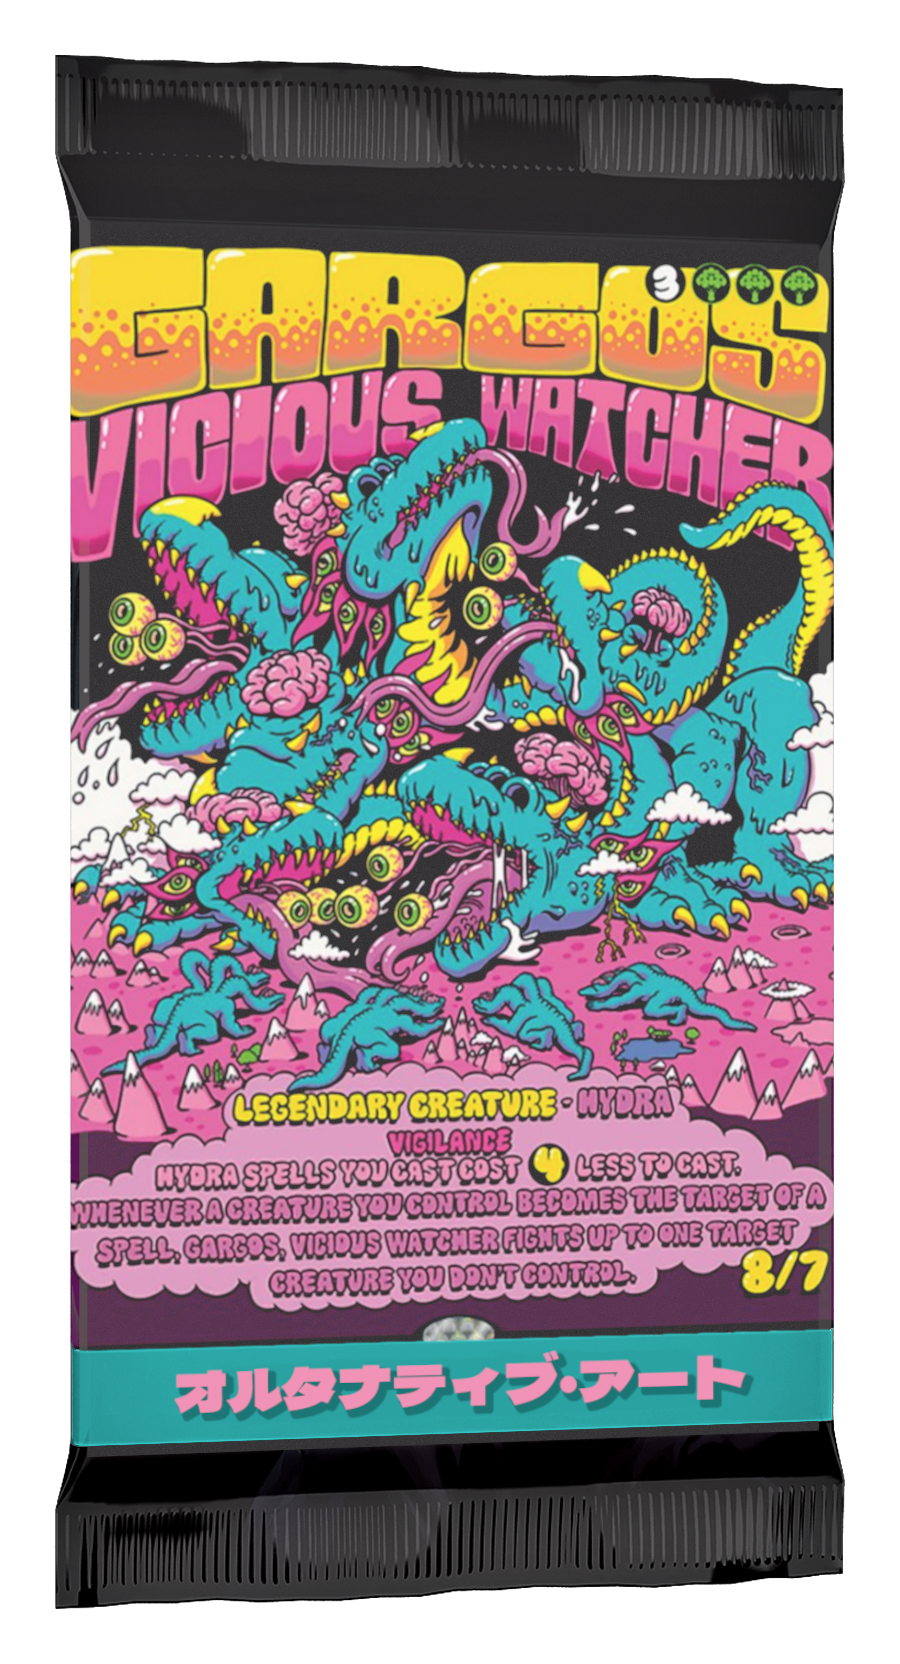 GARGOS
3
VICIOUS WATCHER
LEGENDARY CREATURE - HYDRA
VIGILANCE
HYDRA SPELLS YOU CAST COST 4 LESS TO CAST.
WHENEVER A CREATURE YOU CONTROL BECOMES THE TARGET OF A
SPELL, GARGOS, VICIOUS WATCHER FIGHTS UP TO ONE TARGET
CREATURE YOU DON'T CONTROL.
8/7
オルタナティブ・アート